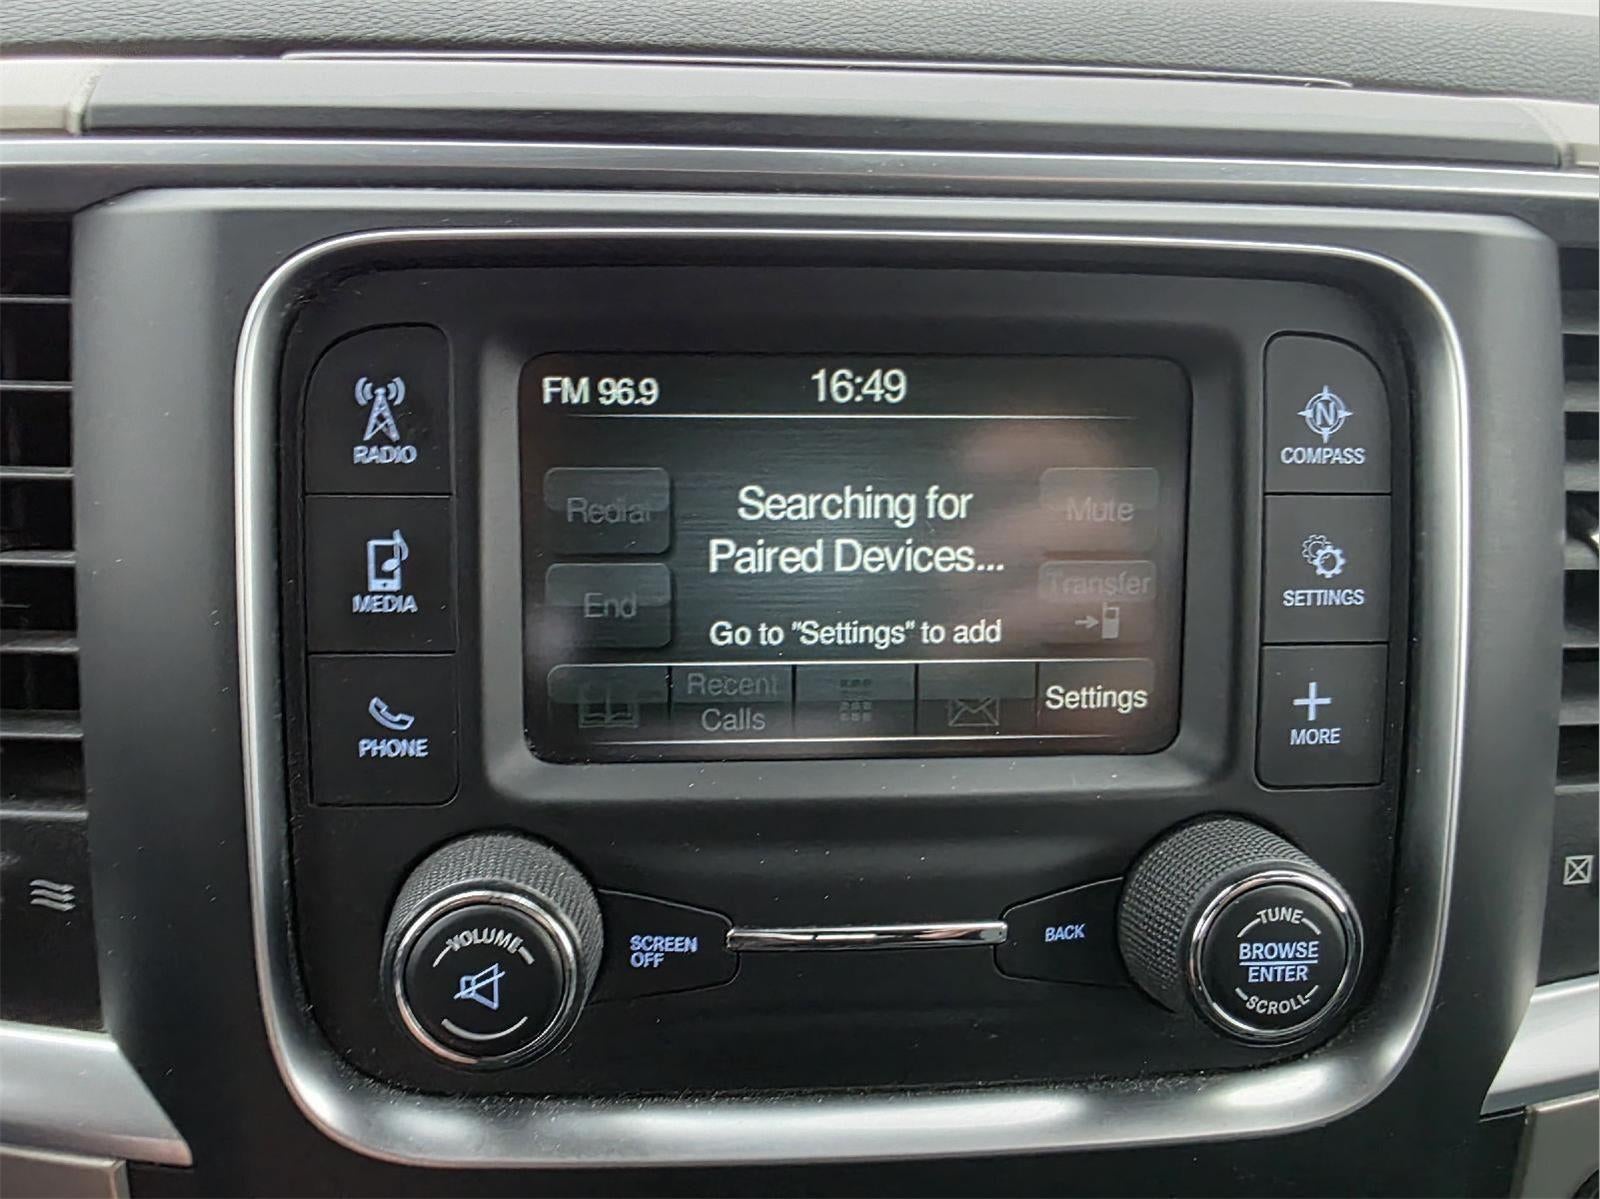 FM 96.9
16:49
RADIO
MEDIA
PHONE
Redial
End
Searching for
Paired Devices...
Go to "Settings" to add
Mute
Transfer
Recent
Calls
Settings
N
COMPASS
SETTINGS
MORE
VOLUME
SCREEN
OFF
BACK
TUNE
BROWSE
ENTER
SCROLL